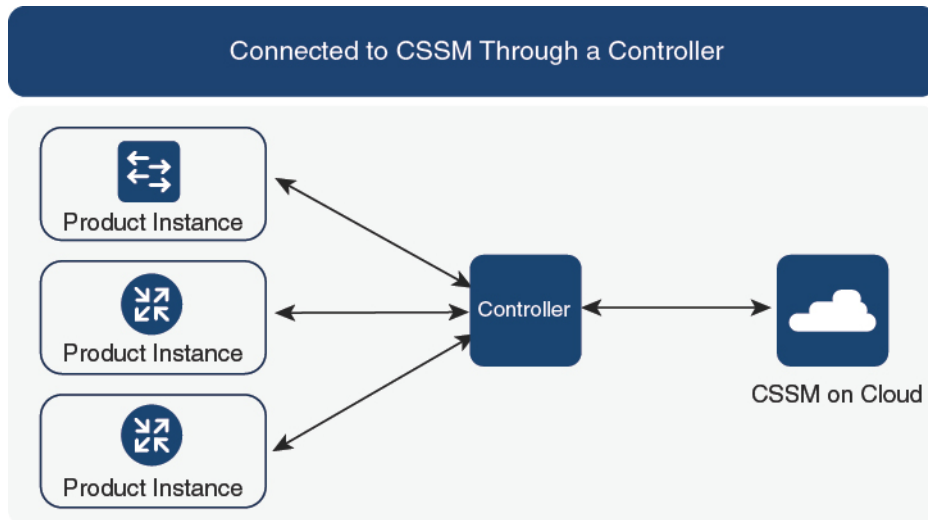 Connected to CSSM Through a Controller
Product Instance
Product Instance
Product Instance
Controller
CSSM on Cloud